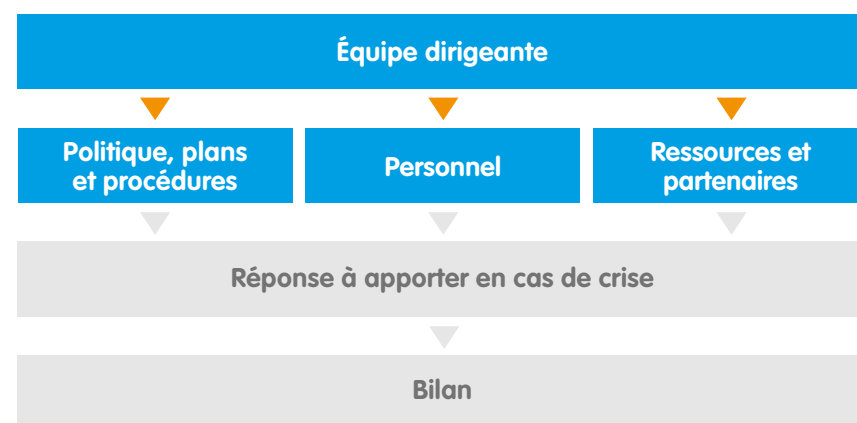 Équipe dirigeante
Politique, plans
et procédures
Personnel
Ressources et
partenaires
Réponse à apporter en cas de crise
Bilan